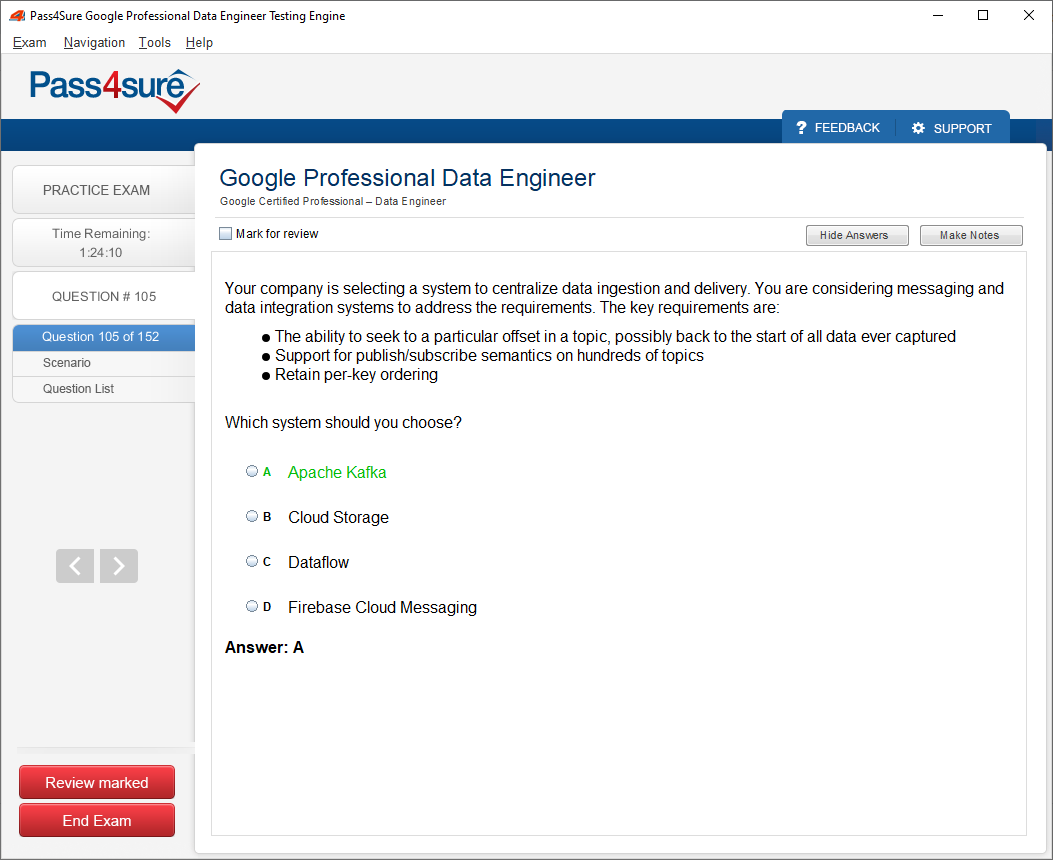 Pass4Sure Google Professional Data Engineer Testing Engine
Exam Navigation Tools Help
Pass4sure
? FEEDBACK SUPPORT
PRACTICE EXAM
Time Remaining:
1:24:10
QUESTION # 105
Question 105 of 152
Scenario
Question List
Review marked
End Exam
Google Professional Data Engineer
Google Certified Professional – Data Engineer
Mark for review
Hide Answers Make Notes
Your company is selecting a system to centralize data ingestion and delivery. You are considering messaging and
data integration systems to address the requirements. The key requirements are:
● The ability to seek to a particular offset in a topic, possibly back to the start of all data ever captured
● Support for publish/subscribe semantics on hundreds of topics
● Retain per-key ordering
Which system should you choose?
A Apache Kafka
B Cloud Storage
C Dataflow
D Firebase Cloud Messaging
Answer: A